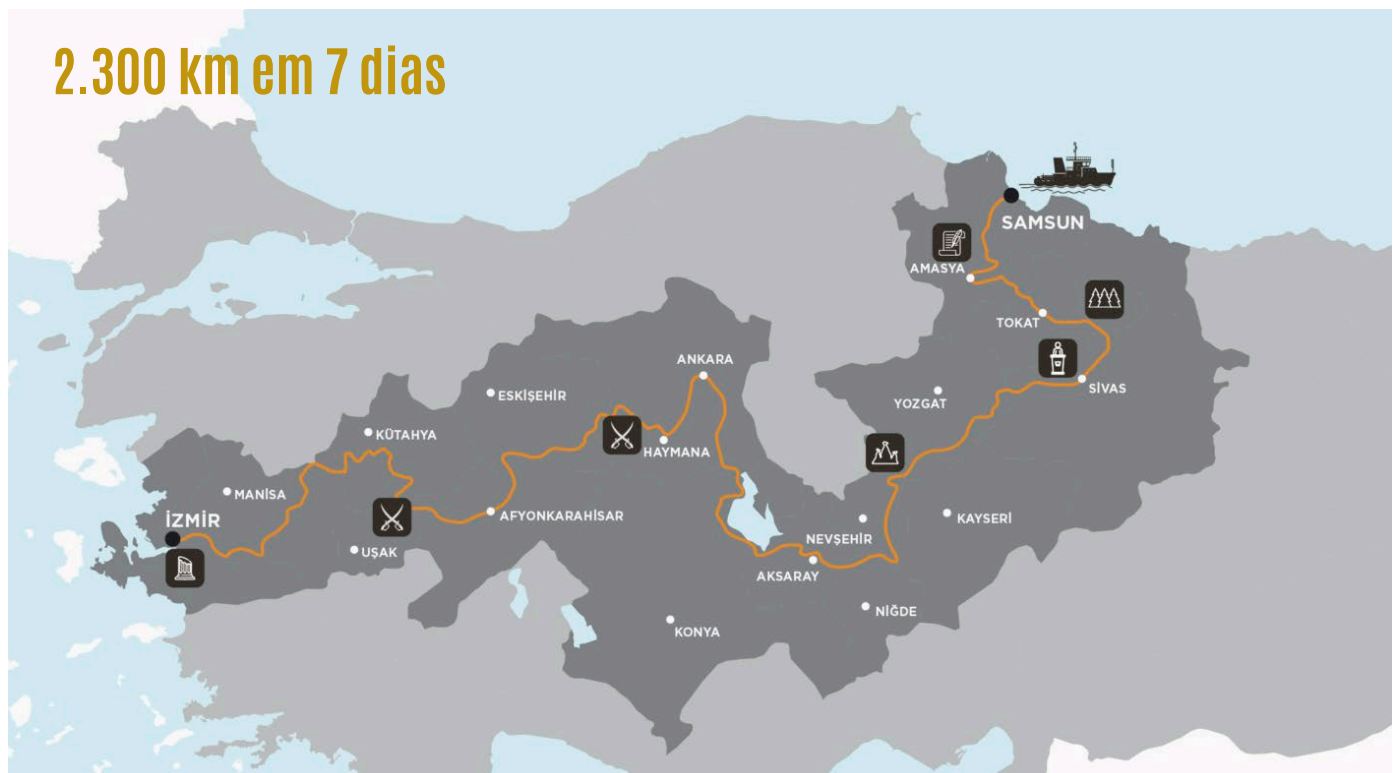 2.300 km em 7 dias
SAMSUN
AMASYA
TOKAT
SİVAS
ANKARA
YOZGAT
ESKİŞEHİR
KÜTAHYA
HAYMANA
MANİSA
İZMİR
AFYONKARAHİSAR
KAYSERİ
NEVŞEHİR
UŞAK
AKSARAY
NİĞDE
KONYA